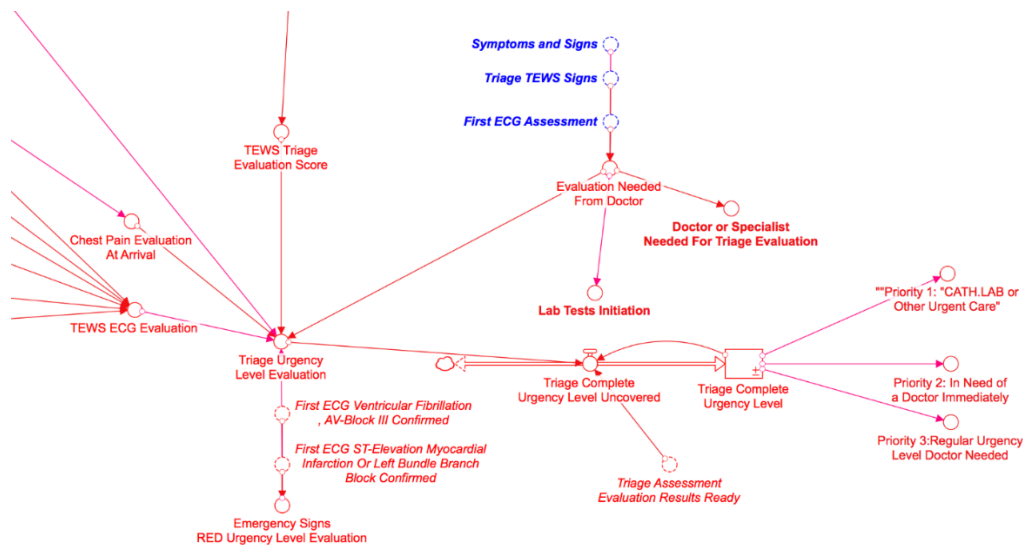 Symptoms and Signs
Triage TEWS Signs
First ECG Assessment
TEWS Triage
Evaluation Score
Evaluation Needed
From Doctor
Doctor or Specialist
Needed For Triage Evaluation
Chest Pain Evaluation
At Arrival
Lab Tests Initiation
""Priority 1: "CATH.LAB or
Other Urgent Care"
TEWS ECG Evaluation
Triage Urgency
Level Evaluation
Triage Complete
Urgency Level Uncovered
Triage Complete
Urgency Level
±
Priority 2: In Need of
a Doctor Immediately
First ECG Ventricular Fibrillation
, AV-Block III Confirmed
Priority 3:Regular Urgency
Level Doctor Needed
First ECG ST-Elevation Myocardial
Infarction Or Left Bundle Branch
Block Confirmed
Triage Assessment
Evaluation Results Ready
Emergency Signs
RED Urgency Level Evaluation